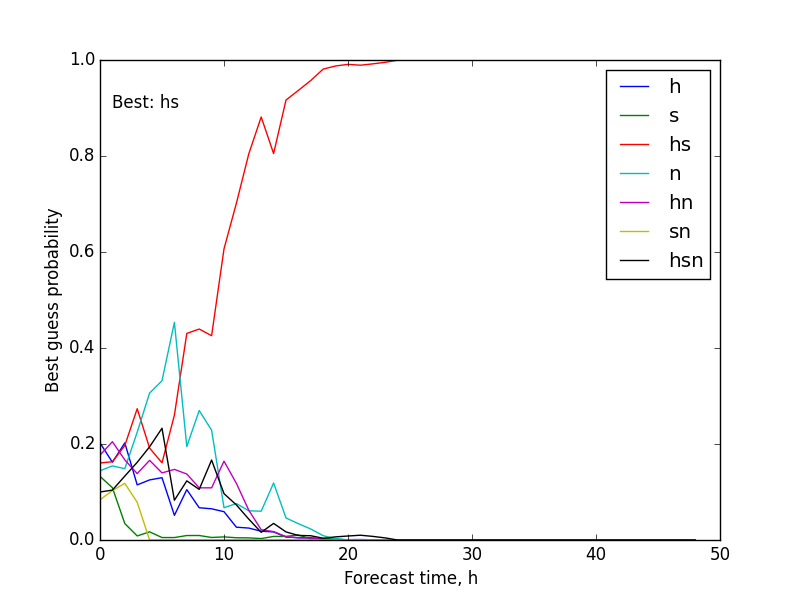 1.0
Best: hs
h
s
hs
n
hn
sn
hsn
0.8
0.6
0.4
0.2
0.0
Best guess probability
0 10 20 30 40 50
Forecast time, h